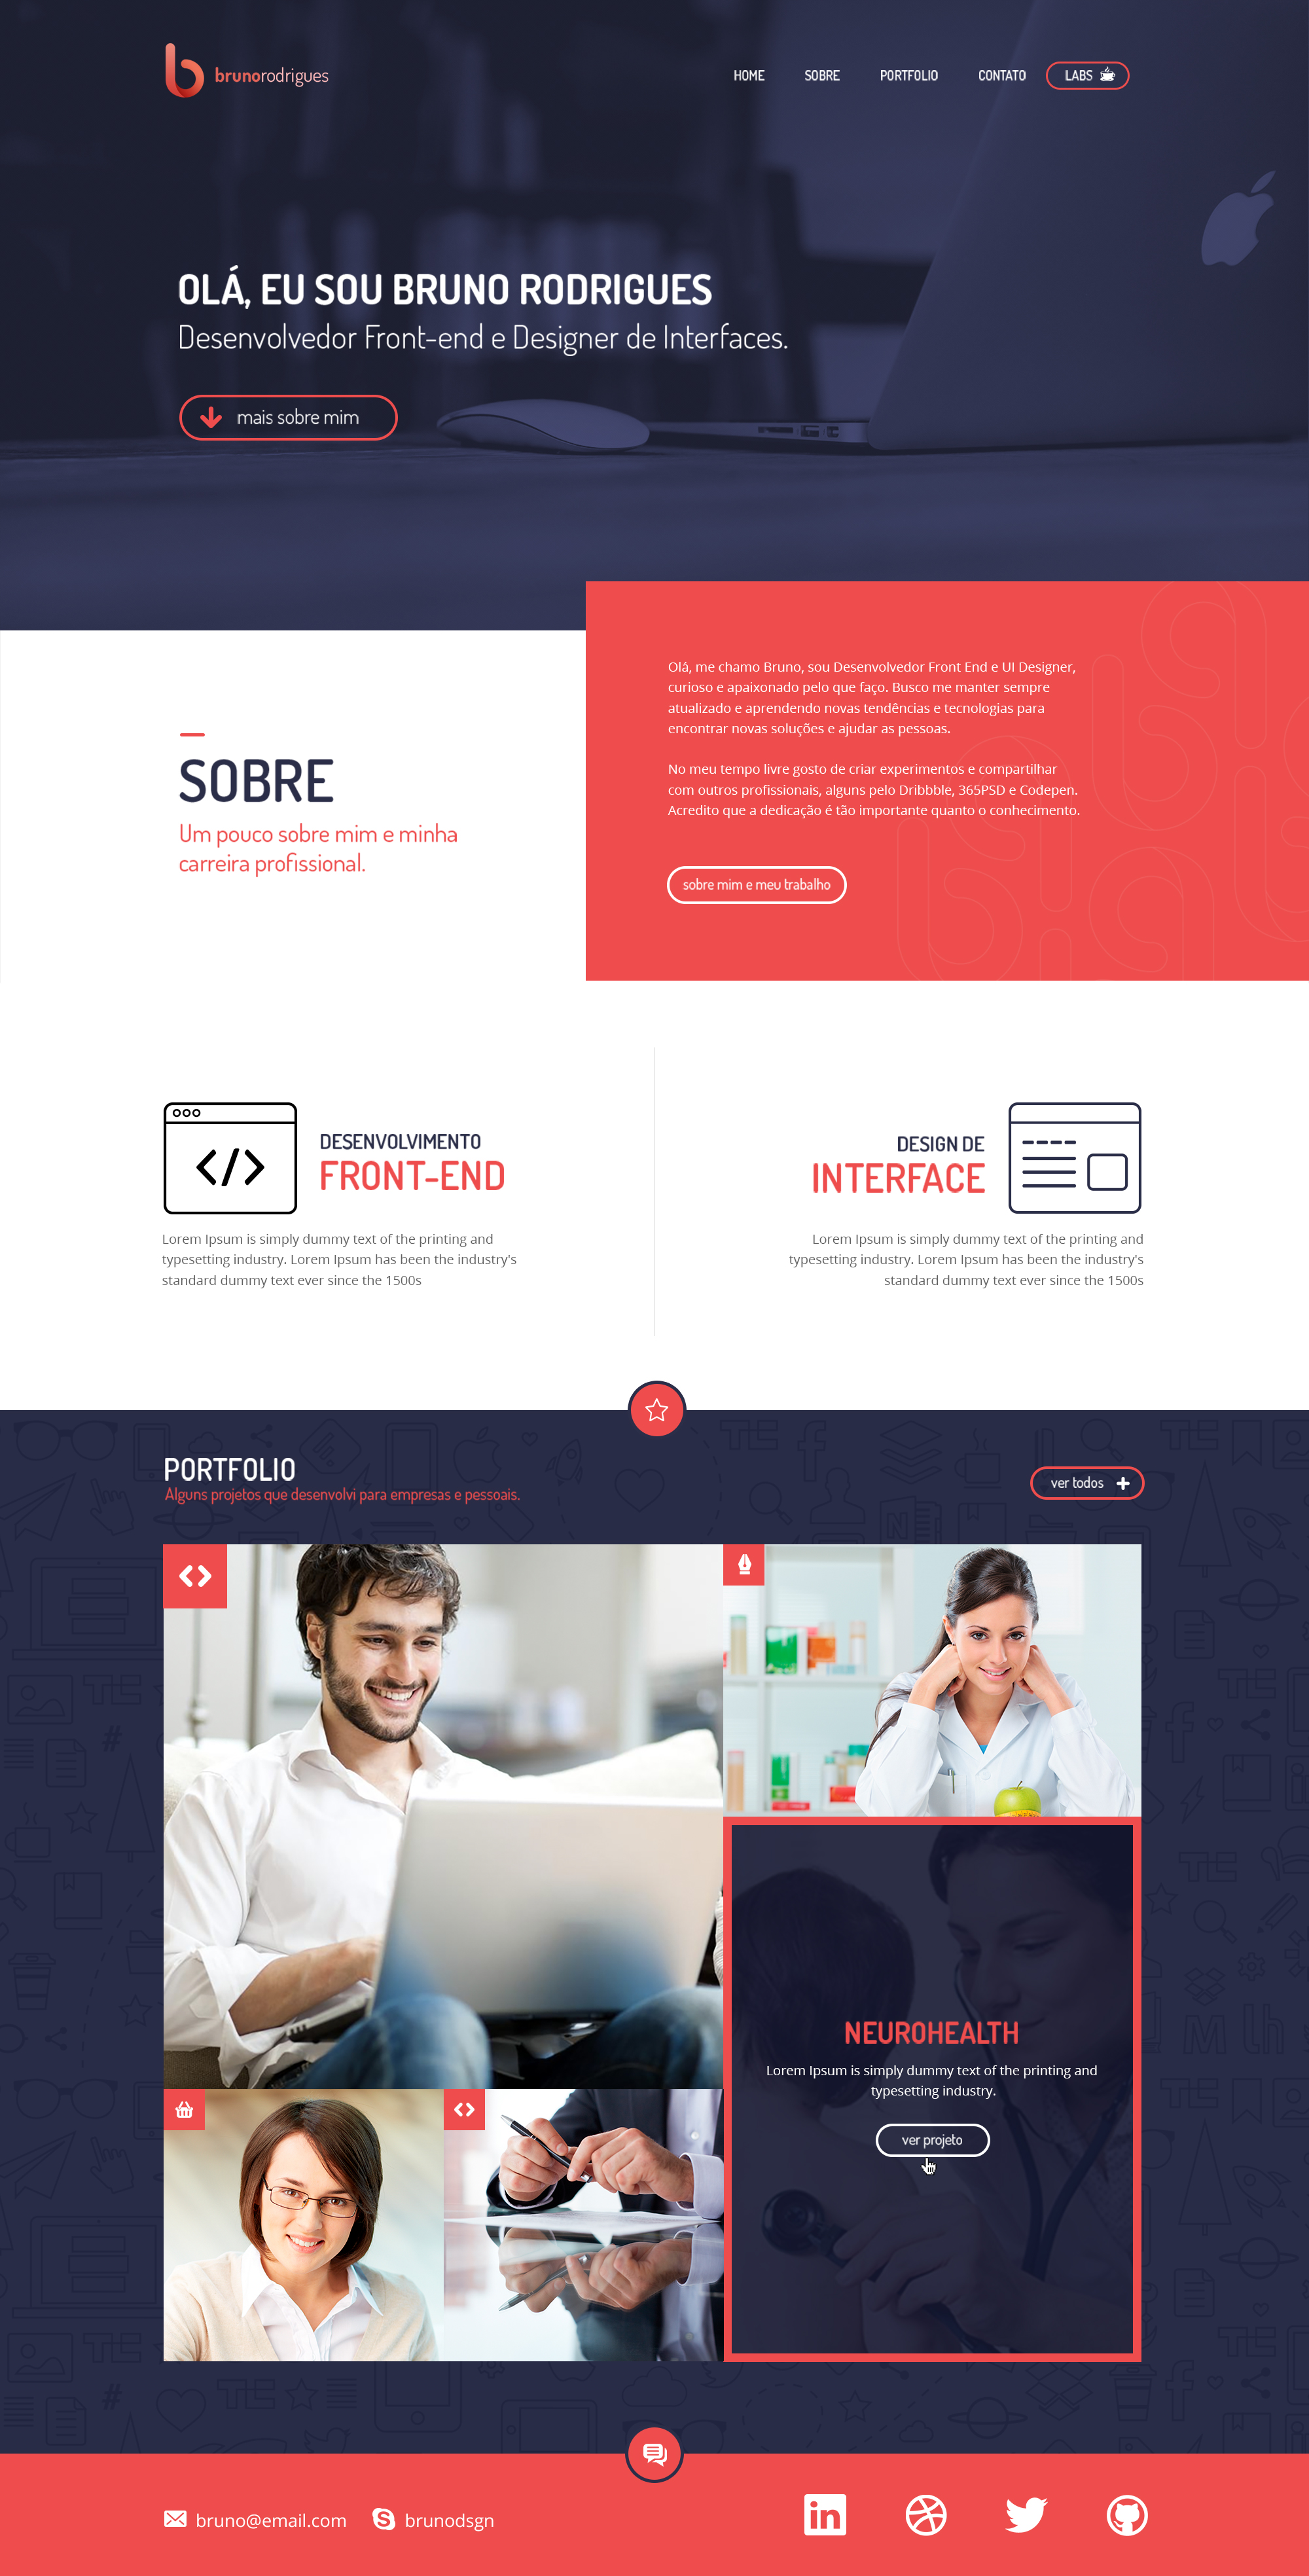 brunorodrigues
HOME SOBRE PORTFOLIO CONTATO LABS
OLÁ, EU SOU BRUNO RODRIGUES
Desenvolvedor Front-end e Designer de Interfaces.
mais sobre mim
SOBRE
Um pouco sobre mim e minha
carreira profissional.
Olá, me chamo Bruno, sou Desenvolvedor Front End e UI Designer,
curioso e apaixonado pelo que faço. Busco me manter sempre
atualizado e aprendendo novas tendências e tecnologias para
encontrar novas soluções e ajudar as pessoas.
No meu tempo livre gosto de criar experimentos e compartilhar
com outros profissionais, alguns pelo Dribbble, 365PSD e Codepen.
Acredito que a dedicação é tão importante quanto o conhecimento.
sobre mim e meu trabalho
DESENVOLVIMENTO
FRONT-END
Lorem Ipsum is simply dummy text of the printing and
typesetting industry. Lorem Ipsum has been the industry's
standard dummy text ever since the 1500s
DESIGN DE
INTERFACE
Lorem Ipsum is simply dummy text of the printing and
typesetting industry. Lorem Ipsum has been the industry's
standard dummy text ever since the 1500s
PORTFOLIO
Alguns projetos que desenvolvi para empresas e pessoais.
ver todos
NEUROHEALTH
Lorem Ipsum is simply dummy text of the printing and
typesetting industry.
ver projeto
bruno@email.com brunodsgn